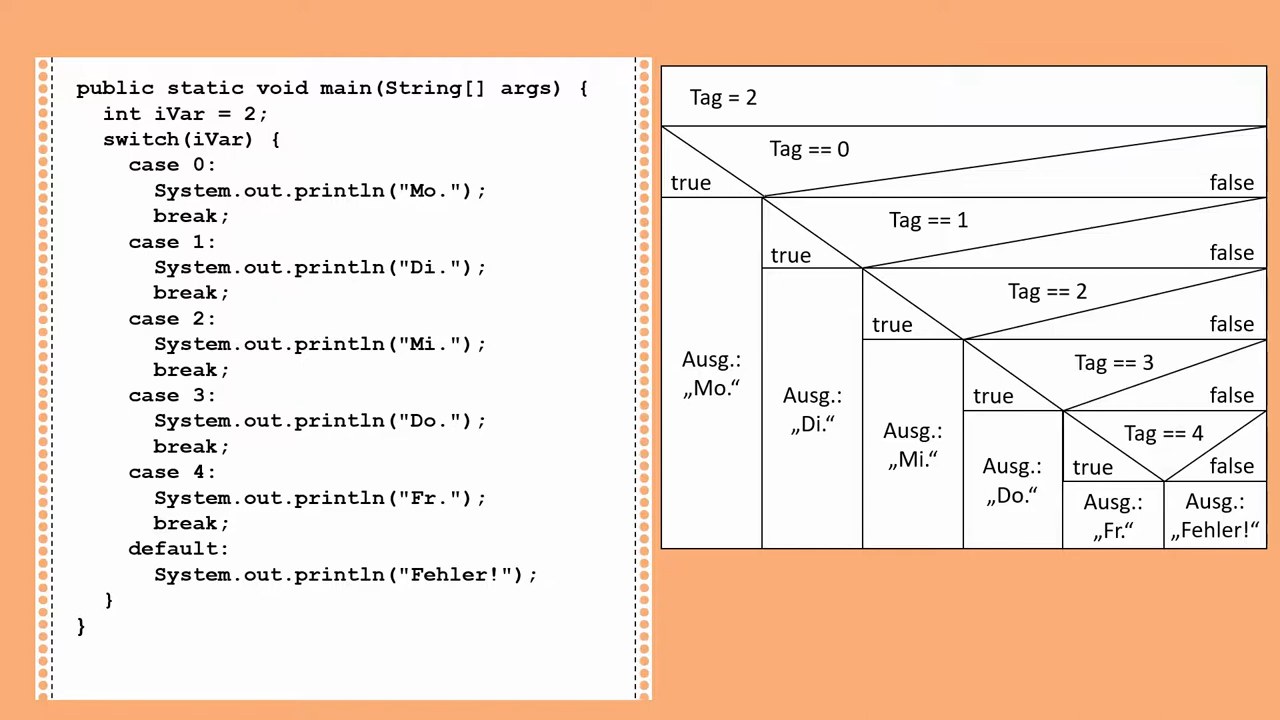 public static void main(String[] args) {
int iVar = 2;
switch(iVar) {
case 0:
System.out.println("Mo.");
break;
case 1:
System.out.println("Di.");
break;
case 2:
System.out.println("Mi.");
break;
case 3:
System.out.println("Do.");
break;
case 4:
System.out.println("Fr.");
break;
default:
System.out.println("Fehler!");
}
}
Tag = 2
Tag == 0
true
false
Tag == 1
true
false
Tag == 2
true
false
Tag == 3
true
false
Tag == 4
true
false
Ausg.:
„Mo.“
Ausg.:
„Di.“
Ausg.:
„Mi.“
Ausg.:
„Do.“
Ausg.:
„Fr.“
Ausg.:
„Fehler!“